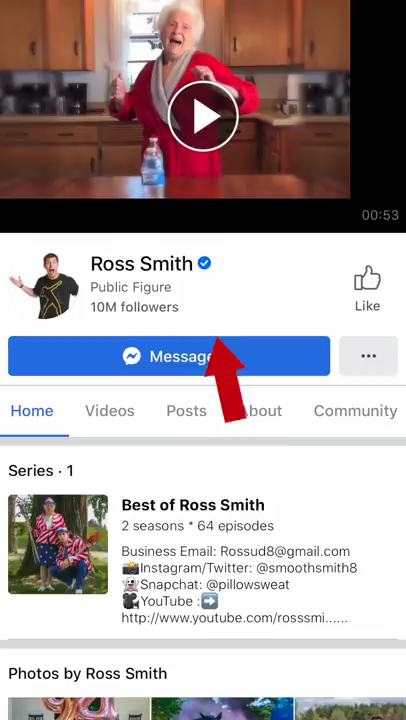 00:53
Ross Smith
Public Figure
10M followers
Like
Message
Home Videos Posts About Community
Series · 1
Best of Ross Smith
2 seasons * 64 episodes
Business Email: Rossud8@gmail.com
📸Instagram/Twitter: @smoothsmith8
👻Snapchat: @pillowsweat
🎥YouTube :➡️
http://www.youtube.com/rosssmi......
Photos by Ross Smith